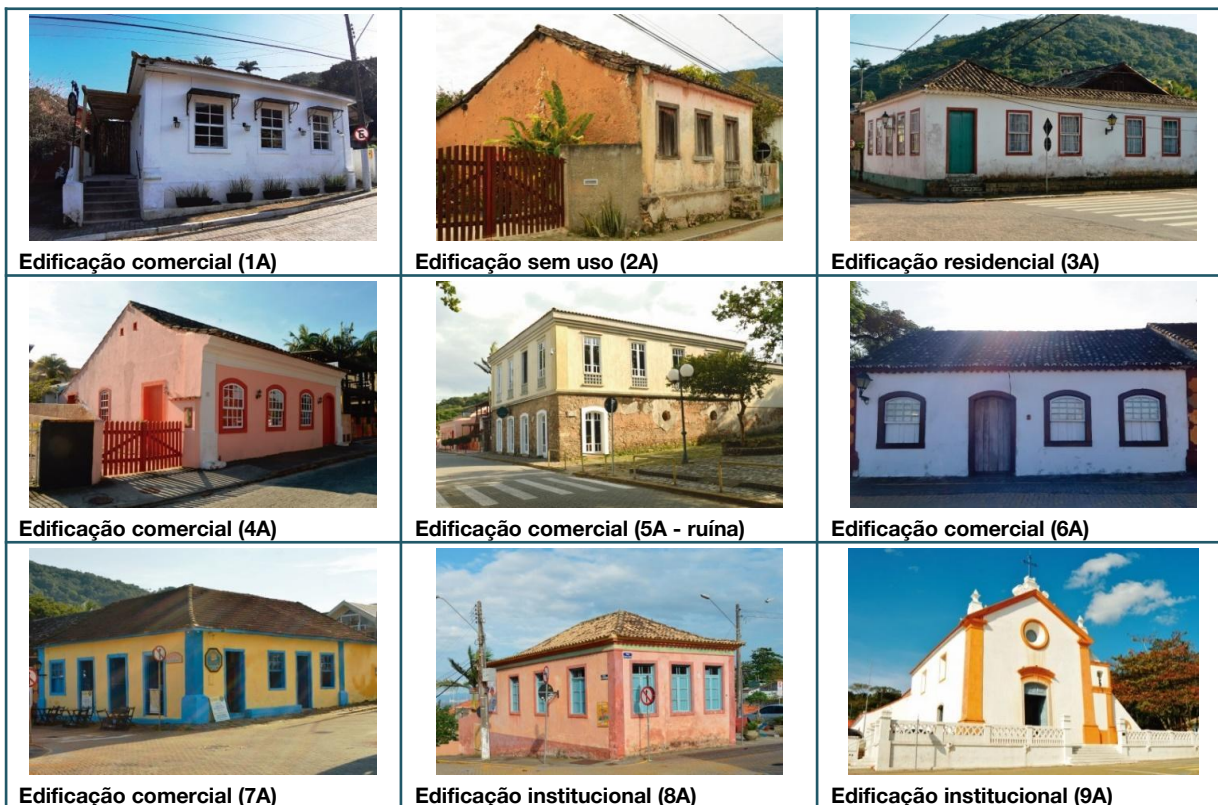 Edificação comercial (1A)
Edificação sem uso (2A)
Edificação residencial (3A)
Edificação comercial (4A)
Edificação comercial (5A - ruína)
Edificação comercial (6A)
Edificação comercial (7A)
Edificação institucional (8A)
Edificação institucional (9A)